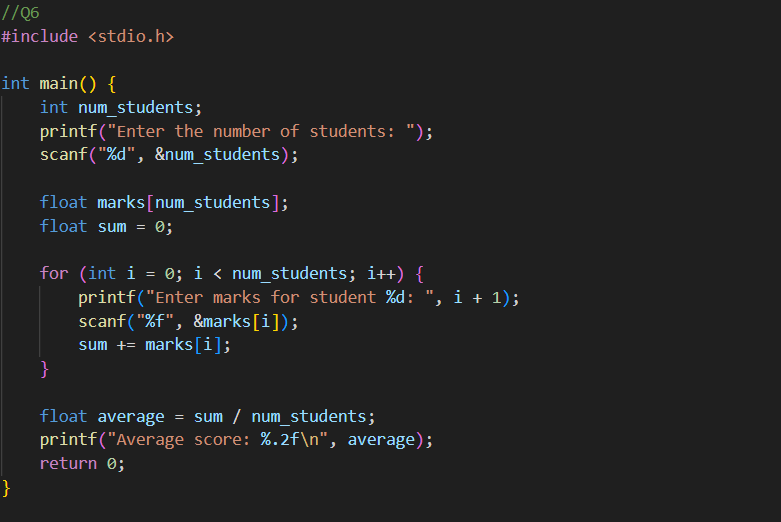 //Q6
#include <stdio.h>
int main() {
    int num_students;
    printf("Enter the number of students: ");
    scanf("%d", &num_students);
    float marks[num_students];
    float sum = 0;
    for (int i = 0; i < num_students; i++) {
        printf("Enter marks for student %d: ", i + 1);
        scanf("%f", &marks[i]);
        sum += marks[i];
    }
    float average = sum / num_students;
    printf("Average score: %.2f\n", average);
    return 0;
}